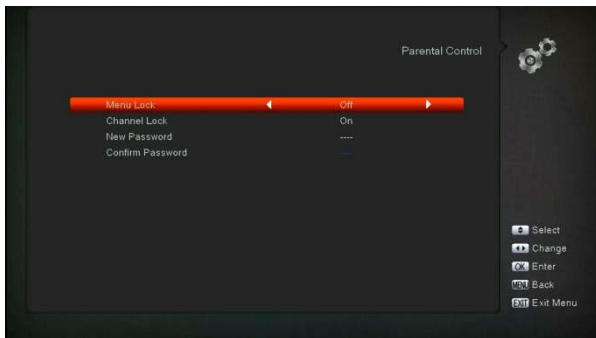 Parental Control
Menu Lock Off
Channel Lock On
New Password ----
Confirm Password ----
Select
Change
OK Enter
MENU Back
EXIT Exit Menu